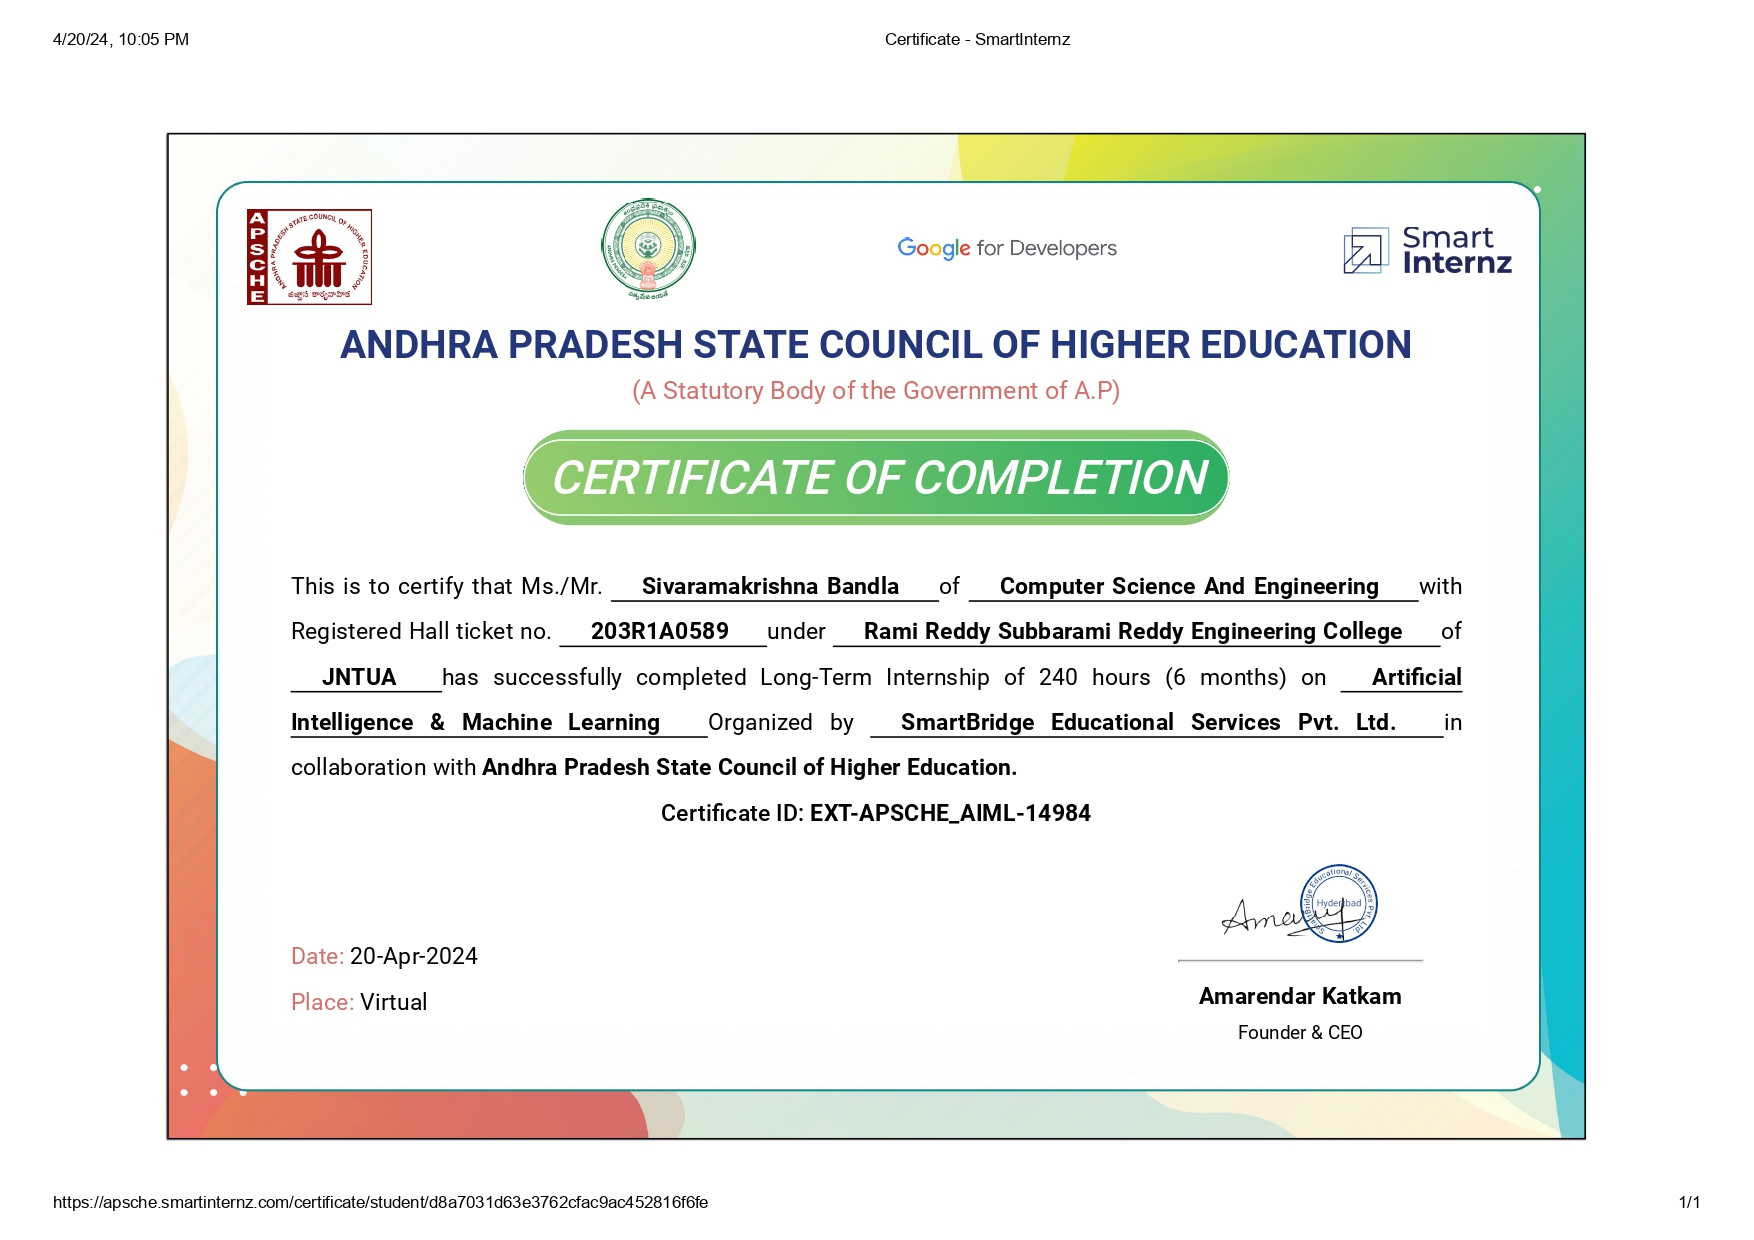 4/20/24, 10:05 PM
Certificate - SmartInternz
APSCHE
ANDHRA PRADESH STATE COUNCIL OF HIGHER EDUCATION
Google for Developers
Smart
Internz
ANDHRA PRADESH STATE COUNCIL OF HIGHER EDUCATION
(A Statutory Body of the Government of A.P)
CERTIFICATE OF COMPLETION
This is to certify that Ms./Mr. Sivaramakrishna Bandla of Computer Science And Engineering with
Registered Hall ticket no. 203R1A0589 under Rami Reddy Subbarami Reddy Engineering College of
JNTUA has successfully completed Long-Term Internship of 240 hours (6 months) on Artificial
Intelligence & Machine Learning Organized by SmartBridge Educational Services Pvt. Ltd. in
collaboration with Andhra Pradesh State Council of Higher Education.
Certificate ID: EXT-APSCHE_AIML-14984
SmartBridge Educational Services Pvt. Ltd.
Hyderabad
Date: 20-Apr-2024
Place: Virtual
Amarendar Katkam
Founder & CEO
https://apsche.smartinternz.com/certificate/student/d8a7031d63e3762cfac9ac452816f6fe
1/1